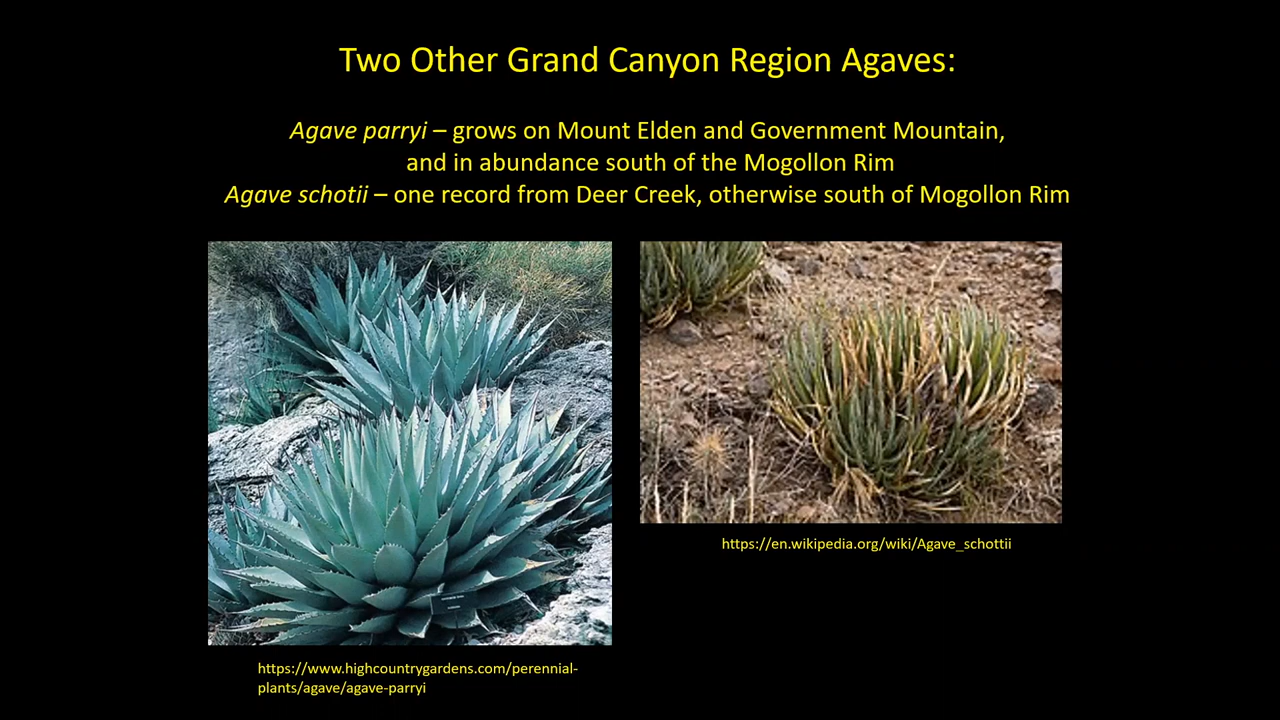 Two Other Grand Canyon Region Agaves:
Agave parryi – grows on Mount Elden and Government Mountain,
and in abundance south of the Mogollon Rim
Agave schotii – one record from Deer Creek, otherwise south of Mogollon Rim
https://en.wikipedia.org/wiki/Agave_schottii
https://www.highcountrygardens.com/perennial-
plants/agave/agave-parryi